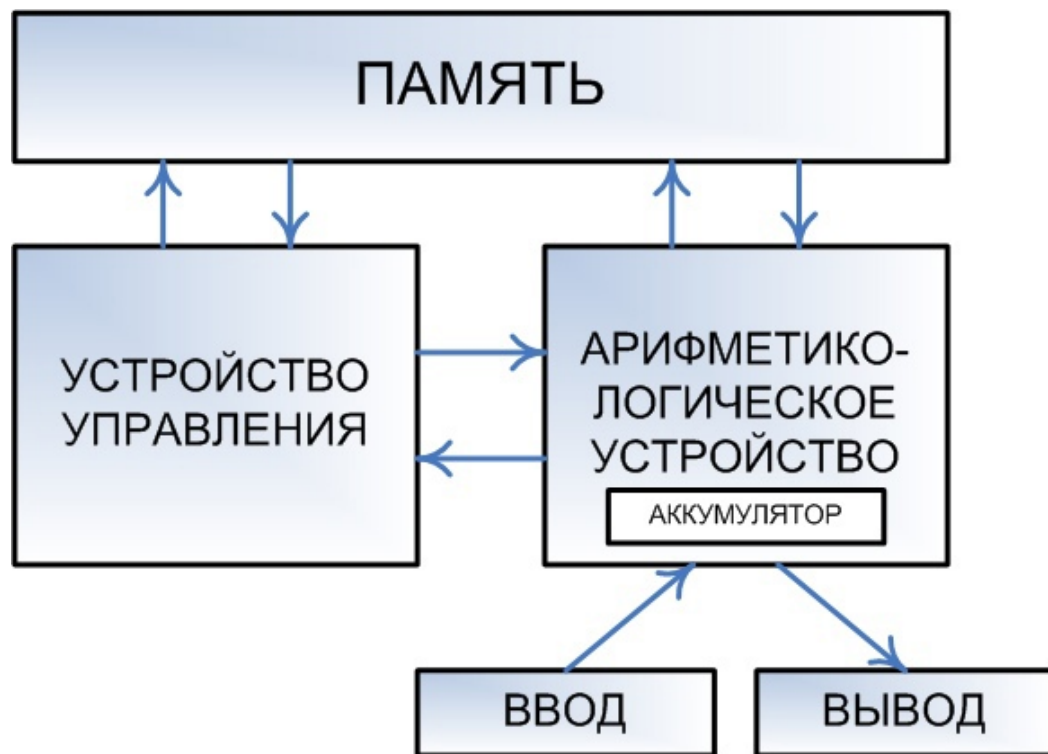 ПАМЯТЬ
УСТРОЙСТВО
УПРАВЛЕНИЯ
АРИФМЕТИКО-
ЛОГИЧЕСКОЕ
УСТРОЙСТВО
АККУМУЛЯТОР
ВВОД
ВЫВОД